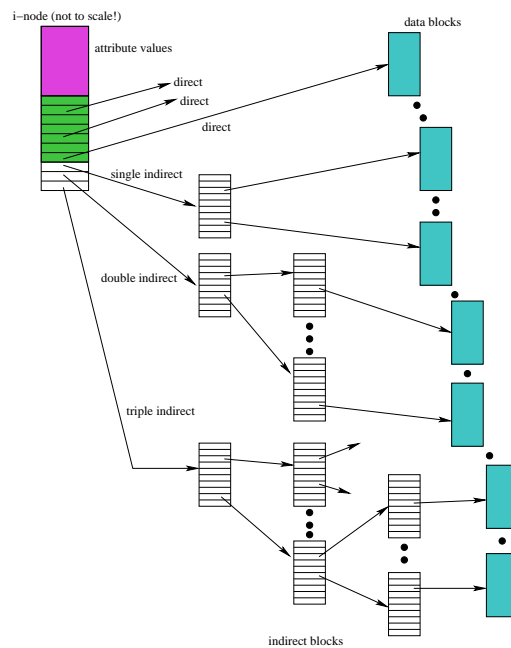 i-node (not to scale!)
data blocks
attribute values
direct
direct
direct
single indirect
double indirect
triple indirect
indirect blocks